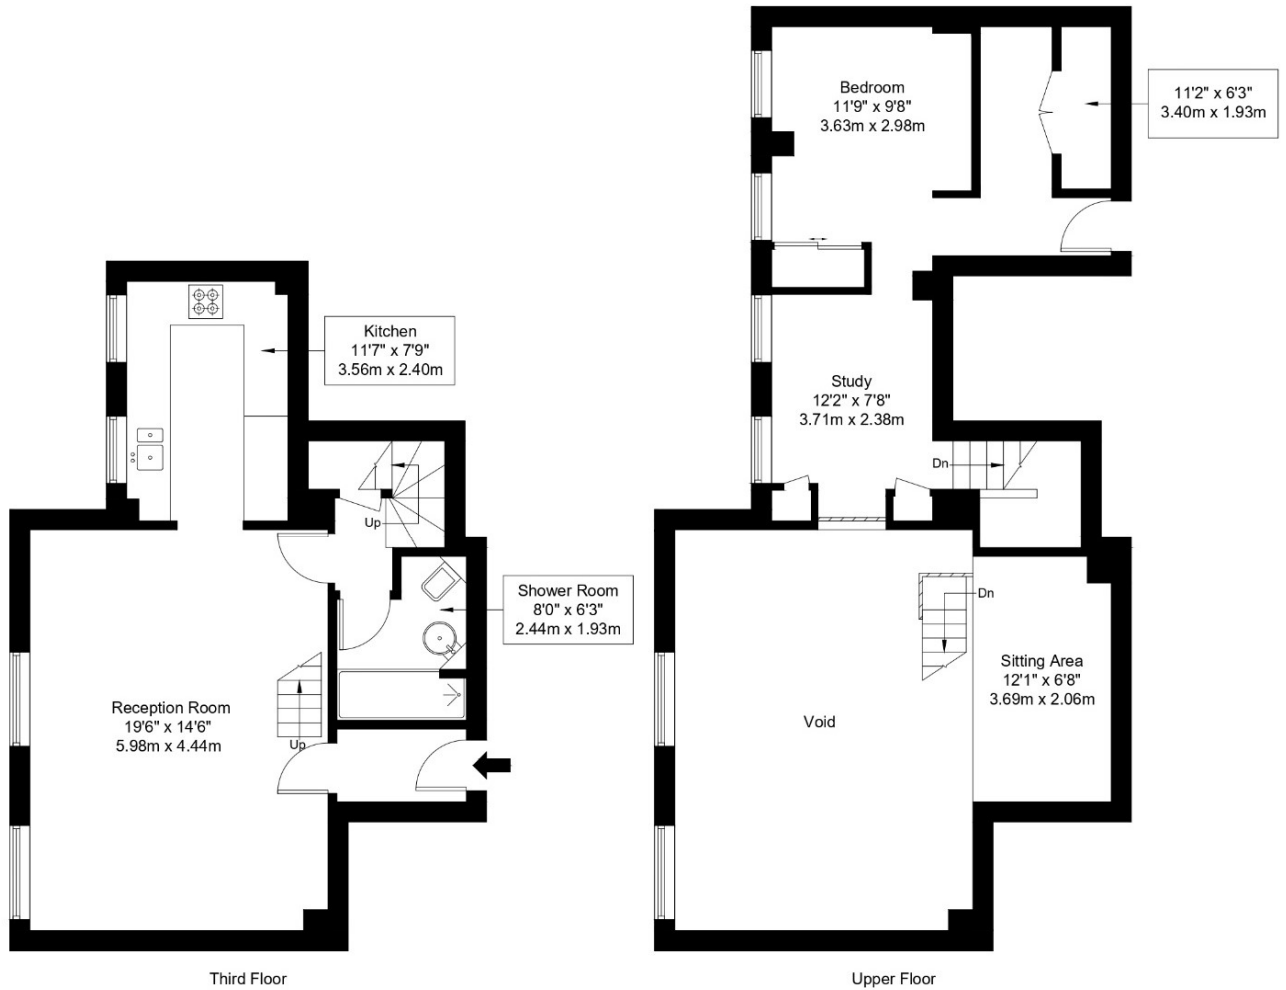 Bedroom
11'9" x 9'8"
3.63m x 2.98m
11'2" x 6'3"
3.40m x 1.93m
Kitchen
11'7" x 7'9"
3.56m x 2.40m
Study
12'2" x 7'8"
3.71m x 2.38m
Dn
Up
Shower Room
8'0" x 6'3"
2.44m x 1.93m
Dn
Sitting Area
12'1" x 6'8"
3.69m x 2.06m
Reception Room
19'6" x 14'6"
5.98m x 4.44m
Up
Void
Third Floor
Upper Floor